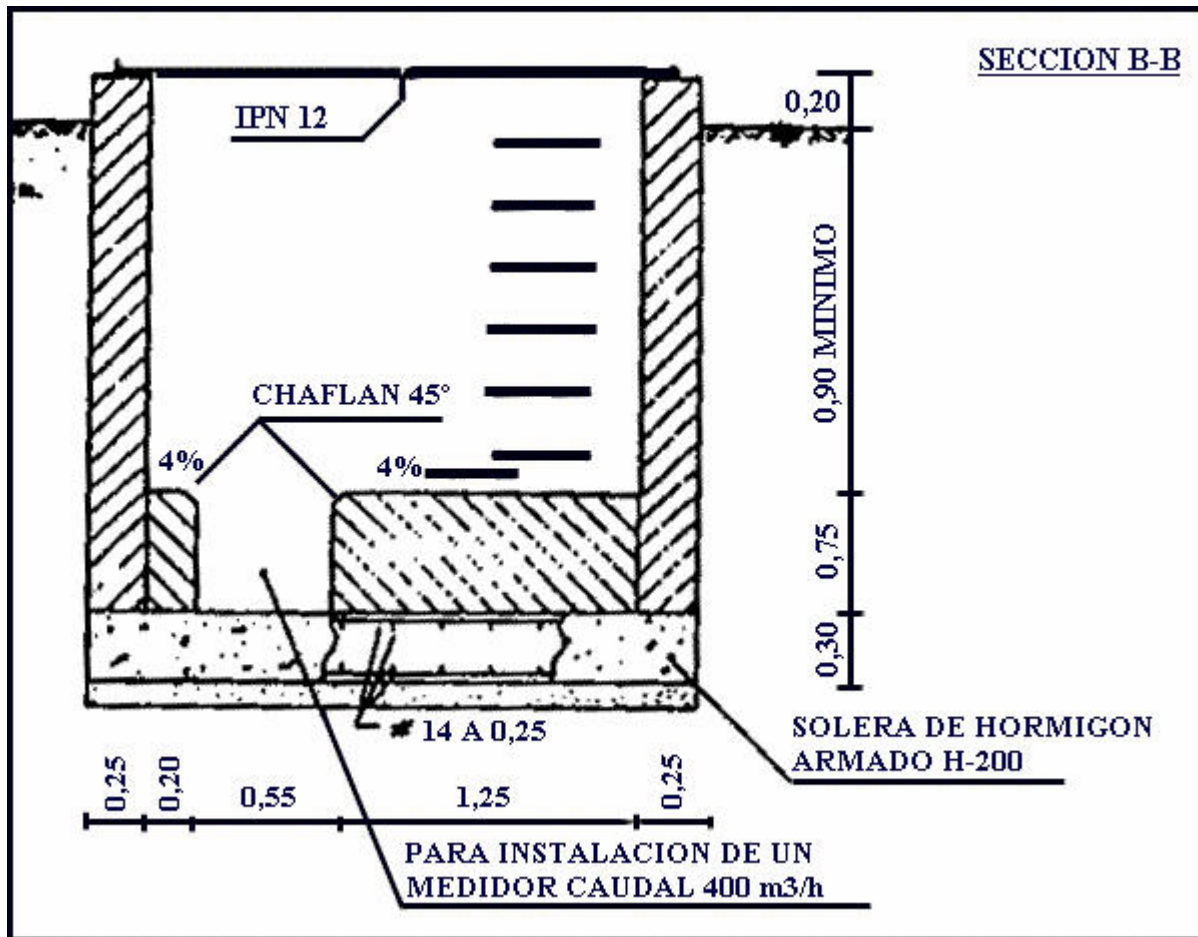 SECCION B-B
0,20
IPN 12
0,90 MINIMO
CHAFLAN 45°
4%
4%
0,75
0,30
# 14 A 0,25
SOLERA DE HORMIGON
ARMADO H-200
0,25
0,20
0,55
1,25
0,25
PARA INSTALACION DE UN
MEDIDOR CAUDAL 400 m3/h